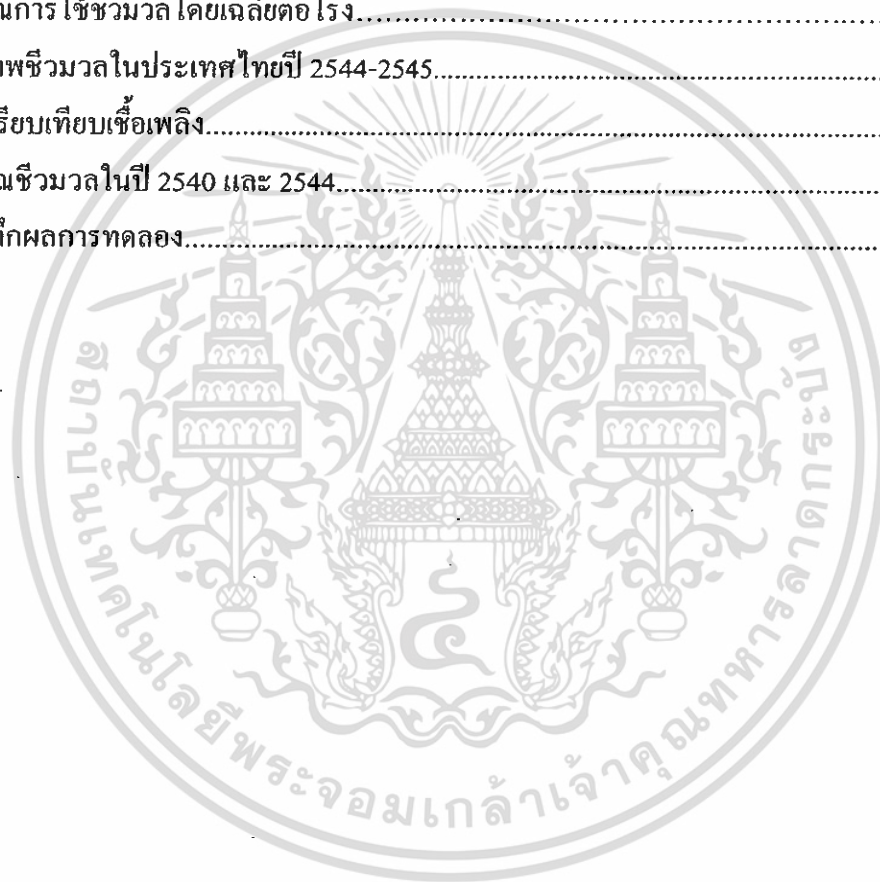 ณการใช้ชีวมวลโดยเฉลี่ยต่อโรง
าพชีวมวลในประเทศไทยปี 2544-2545
รียบเทียบเชื้อเพลิง
ณชีวมวลในปี 2540 และ 2544
ึกผลการทดลอง
สถาบันเทคโนโลยีพระจอมเกล้าเจ้าคุณทหารลาดกระบัง